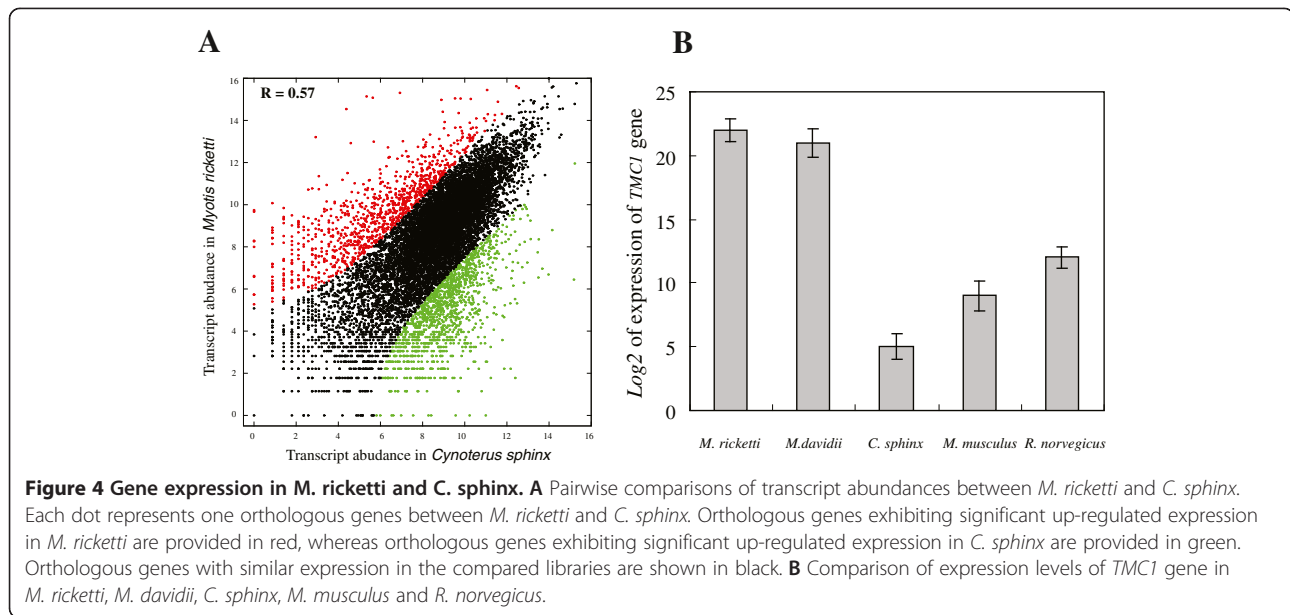 A
B
R = 0.57
16
14
12
10
8
6
4
2
0
Transcript abudance in Myotis ricketti
0 2 4 6 8 10 12 14 16
Transcript abudance in Cynoterus sphinx
25
20
15
10
5
0
Log2 of expression of TMC1 gene
M. ricketti M.davidii C. sphinx M. musculus R. norvegicus
Figure 4 Gene expression in M. ricketti and C. sphinx. A Pairwise comparisons of transcript abundances between M. ricketti and C. sphinx.
Each dot represents one orthologous genes between M. ricketti and C. sphinx. Orthologous genes exhibiting significant up-regulated expression
in M. ricketti are provided in red, whereas orthologous genes exhibiting significant up-regulated expression in C. sphinx are provided in green.
Orthologous genes with similar expression in the compared libraries are shown in black. B Comparison of expression levels of TMC1 gene in
M. ricketti, M. davidii, C. sphinx, M. musculus and R. norvegicus.